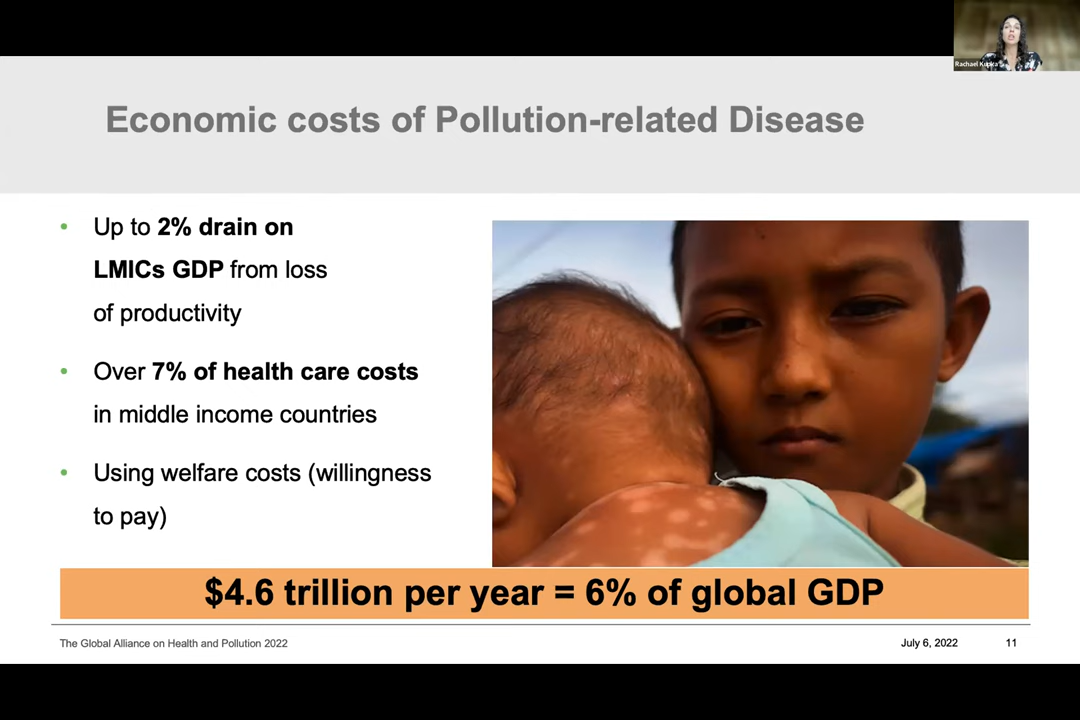 Rachael Kupka
Economic costs of Pollution-related Disease
• Up to 2% drain on
LMICs GDP from loss
of productivity
• Over 7% of health care costs
in middle income countries
• Using welfare costs (willingness
to pay)
$4.6 trillion per year = 6% of global GDP
The Global Alliance on Health and Pollution 2022
July 6, 2022
11